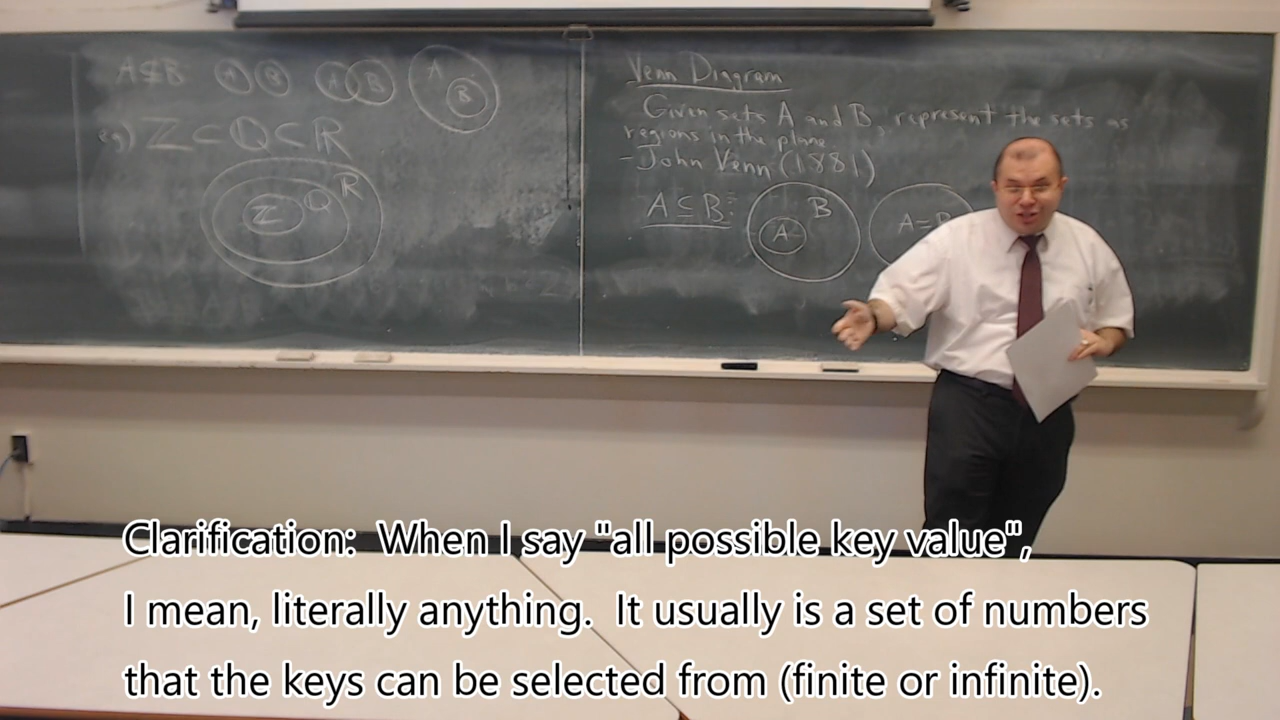 A⊈B A B A B A B
eg) ℤ⊂ℚ⊂ℝ
ℤ ℚ ℝ
Venn Diagram
Given sets A and B, represent the sets as
regions in the plane
-John Venn (1881)
A⊆B: A B A=B
Clarification: When I say "all possible key value",
I mean, literally anything. It usually is a set of numbers
that the keys can be selected from (finite or infinite).